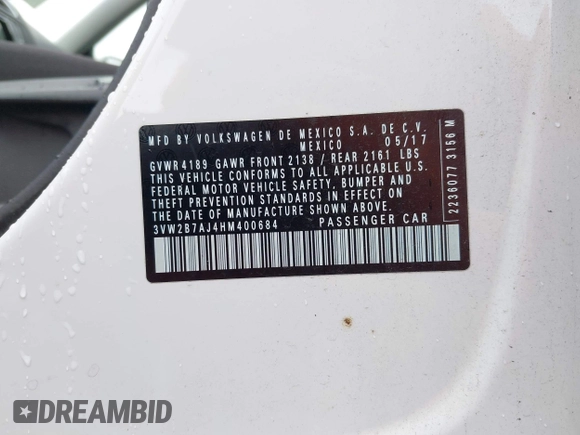 MFD BY VOLKSWAGEN DE MEXICO S.A. DE C.V.
MEXICO 05/17
GVWR 4189 GAWR FRONT 2138 / REAR 2161 LBS
THIS VEHICLE CONFORMS TO ALL APPLICABLE U.S.
FEDERAL MOTOR VEHICLE SAFETY, BUMPER AND
THEFT PREVENTION STANDARDS IN EFFECT ON
THE DATE OF MANUFACTURE SHOWN ABOVE.
3VW2B7AJ4HM400684 PASSENGER CAR
2236077 3156 M
DREAMBID